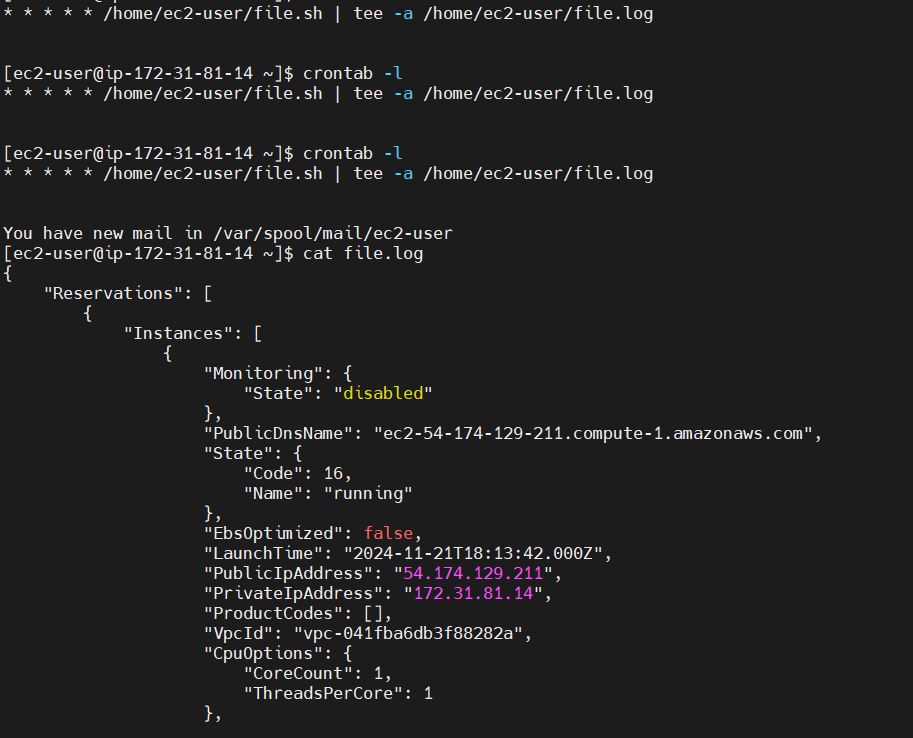 * * * * * /home/ec2-user/file.sh | tee -a /home/ec2-user/file.log
[ec2-user@ip-172-31-81-14 ~]$ crontab -l
* * * * * /home/ec2-user/file.sh | tee -a /home/ec2-user/file.log
[ec2-user@ip-172-31-81-14 ~]$ crontab -l
* * * * * /home/ec2-user/file.sh | tee -a /home/ec2-user/file.log
You have new mail in /var/spool/mail/ec2-user
[ec2-user@ip-172-31-81-14 ~]$ cat file.log
{
    "Reservations": [
        {
            "Instances": [
                {
                    "Monitoring": {
                        "State": "disabled"
                    },
                    "PublicDnsName": "ec2-54-174-129-211.compute-1.amazonaws.com",
                    "State": {
                        "Code": 16,
                        "Name": "running"
                    },
                    "EbsOptimized": false,
                    "LaunchTime": "2024-11-21T18:13:42.000Z",
                    "PublicIpAddress": "54.174.129.211",
                    "PrivateIpAddress": "172.31.81.14",
                    "ProductCodes": [],
                    "VpcId": "vpc-041fba6db3f88282a",
                    "CpuOptions": {
                        "CoreCount": 1,
                        "ThreadsPerCore": 1
                    },